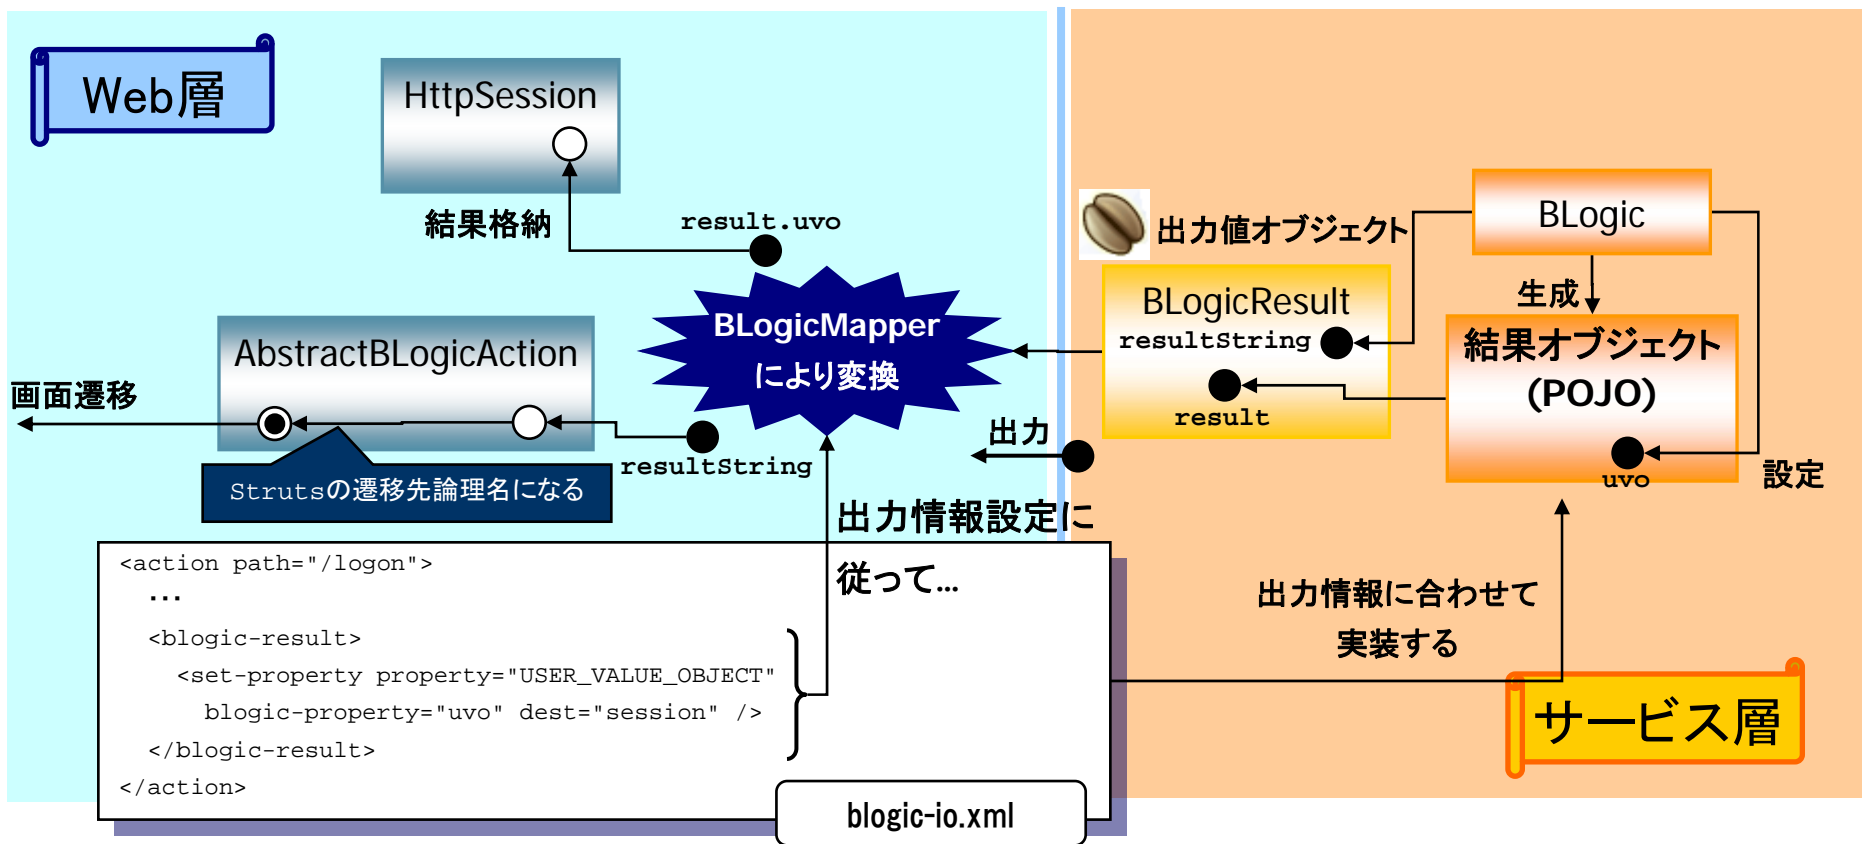 Web層
HttpSession
結果格納
result.uvo
BLogicMapper
により変換
AbstractBLogicAction
画面遷移
resultString
Strutsの遷移先論理名になる
出力値オブジェクト
BLogic
生成
BLogicResult
resultString
result
結果オブジェクト
(POJO)
uvo
設定
出力
出力情報設定に
従って…
<action path="/logon">
・・・
<blogic-result>
<set-property property="USER_VALUE_OBJECT"
blogic-property="uvo" dest="session" />
</blogic-result>
</action>
blogic-io.xml
出力情報に合わせて
実装する
サービス層